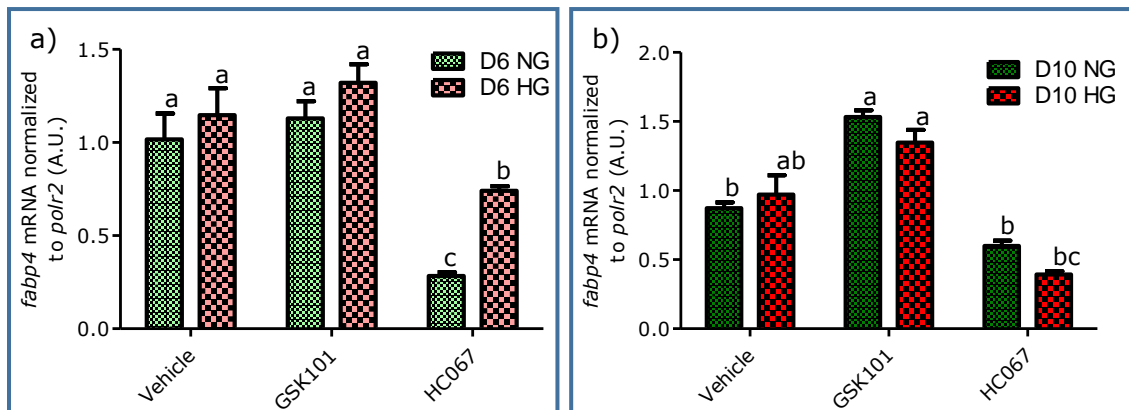 a)
fabp4 mRNA normalized
to polr2 (A.U.)
1.5
1.0
0.5
0.0
D6 NG
D6 HG
a
a
a
a
c
b
Vehicle
GSK101
HC067
b)
fabp4 mRNA normalized
to polr2 (A.U.)
2.0
1.5
1.0
0.5
0.0
D10 NG
D10 HG
b
ab
a
a
b
bc
Vehicle
GSK101
HC067